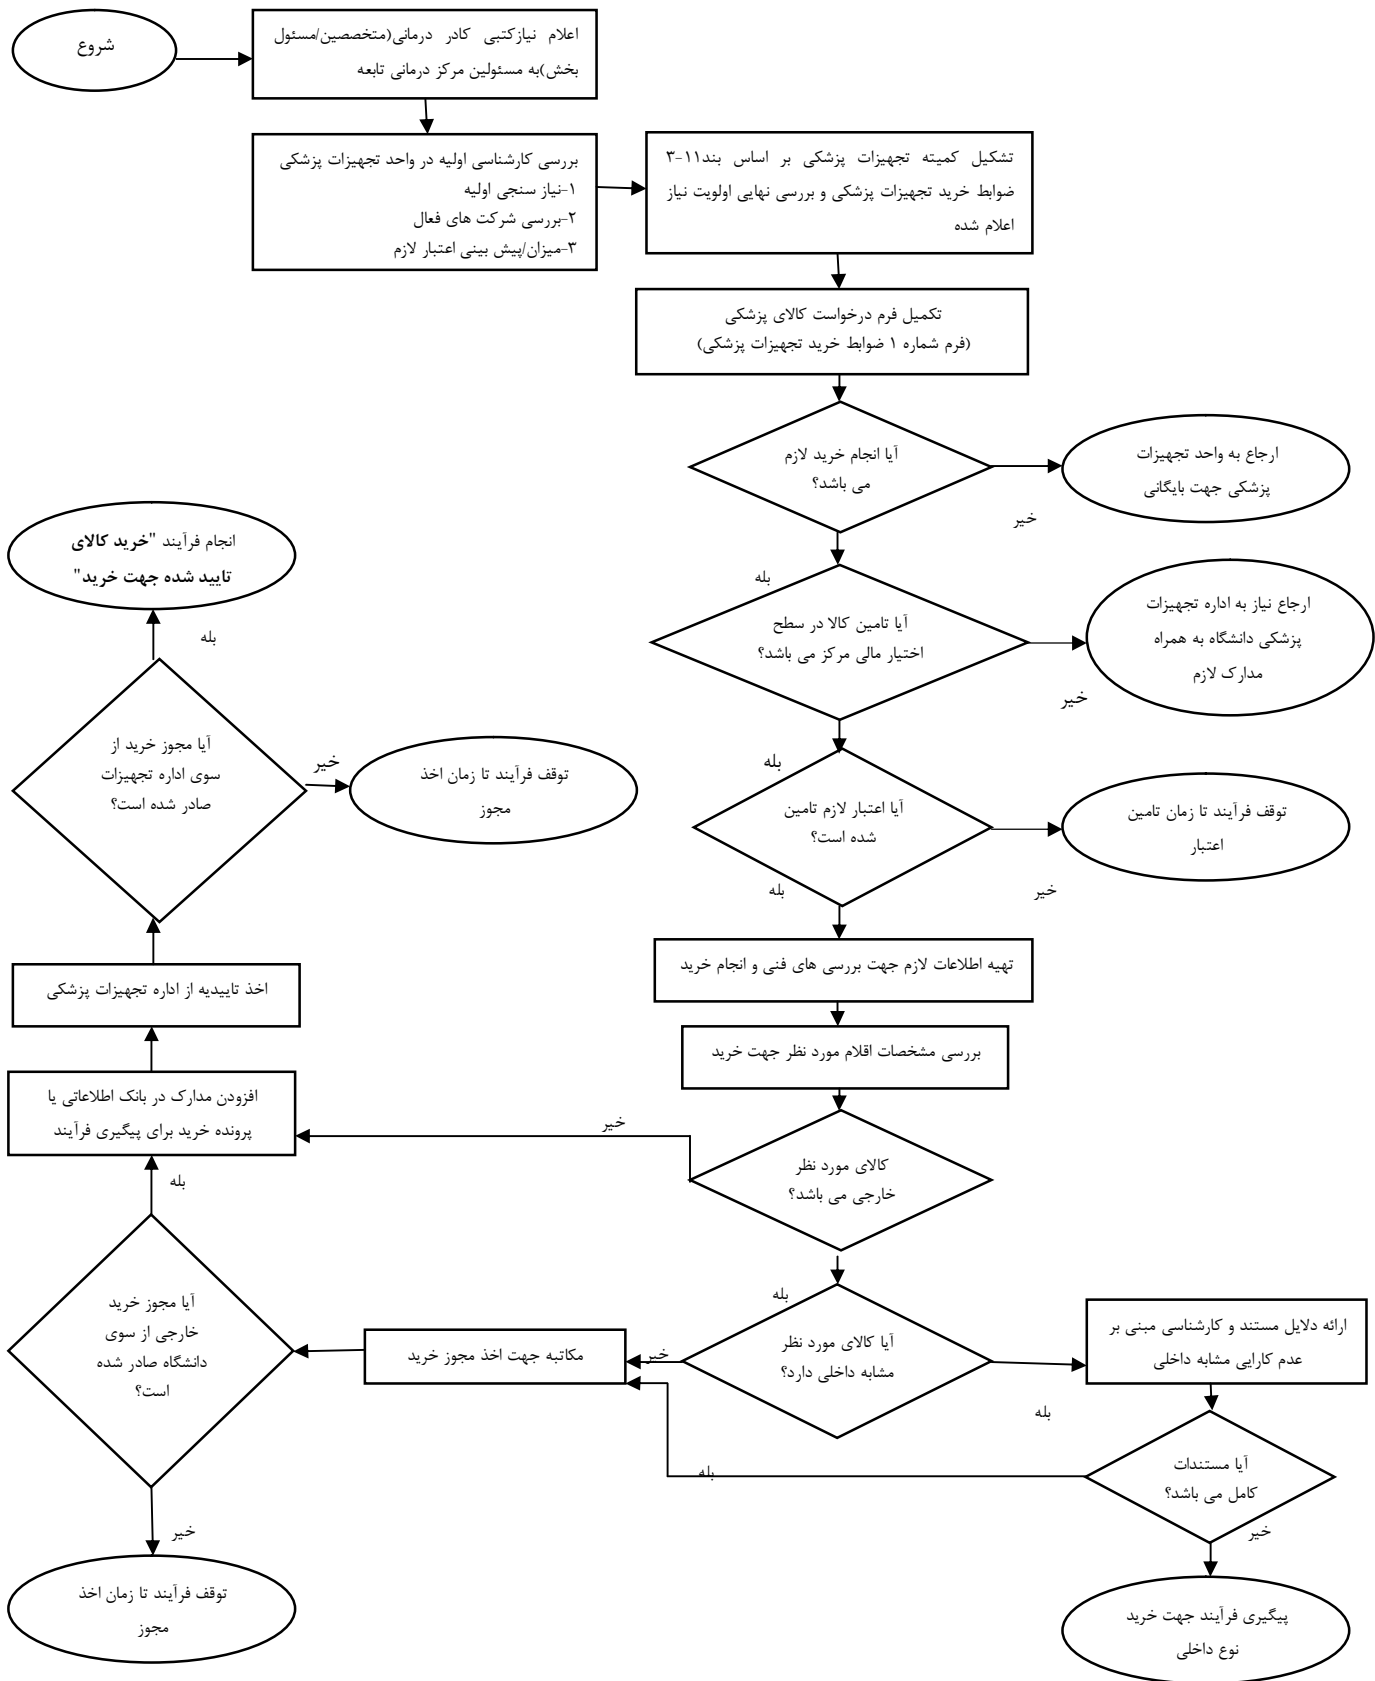 شروع
اعلام نیازکتبی کادر درمانی(متخصصین/مسئول
بخش)به مسئولین مرکز درمانی تابعه
بررسی کارشناسی اولیه در واحد تجهیزات پزشکی
۱-نیاز سنجی اولیه
۲-بررسی شرکت های فعال
۳-میزان/پیش بینی اعتبار لازم
تشکیل کمیته تجهیزات پزشکی بر اساس بند۱۱-۳
ضوابط خرید تجهیزات پزشکی و بررسی نهایی اولویت نیاز
اعلام شده
تکمیل فرم درخواست کالای پزشکی
(فرم شماره ۱ ضوابط خرید تجهیزات پزشکی)
آیا انجام خرید لازم
می باشد؟
خیر
ارجاع به واحد تجهیزات
پزشکی جهت بایگانی
بله
آیا تامین کالا در سطح
اختیار مالی مرکز می باشد؟
خیر
ارجاع نیاز به اداره تجهیزات
پزشکی دانشگاه به همراه
مدارک لازم
بله
آیا اعتبار لازم تامین
شده است؟
خیر
توقف فرآیند تا زمان تامین
اعتبار
بله
تهیه اطلاعات لازم جهت بررسی های فنی و انجام خرید
بررسی مشخصات اقلام مورد نظر جهت خرید
کالای مورد نظر
خارجی می باشد؟
خیر
بله
آیا کالای مورد نظر
مشابه داخلی دارد؟
خیر
بله
ارائه دلایل مستند و کارشناسی مبنی بر
عدم کارایی مشابه داخلی
آیا مستندات
کامل می باشد؟
بله
خیر
پیگیری فرآیند جهت خرید
نوع داخلی
مکاتبه جهت اخذ مجوز خرید
آیا مجوز خرید
خارجی از سوی
دانشگاه صادر شده
است؟
خیر
توقف فرآیند تا زمان اخذ
مجوز
بله
افزودن مدارک در بانک اطلاعاتی یا
پرونده خرید برای پیگیری فرآیند
اخذ تاییدیه از اداره تجهیزات پزشکی
آیا مجوز خرید از
سوی اداره تجهیزات
صادر شده است؟
خیر
توقف فرآیند تا زمان اخذ
مجوز
بله
انجام فرآیند "خرید کالای
تایید شده جهت خرید"